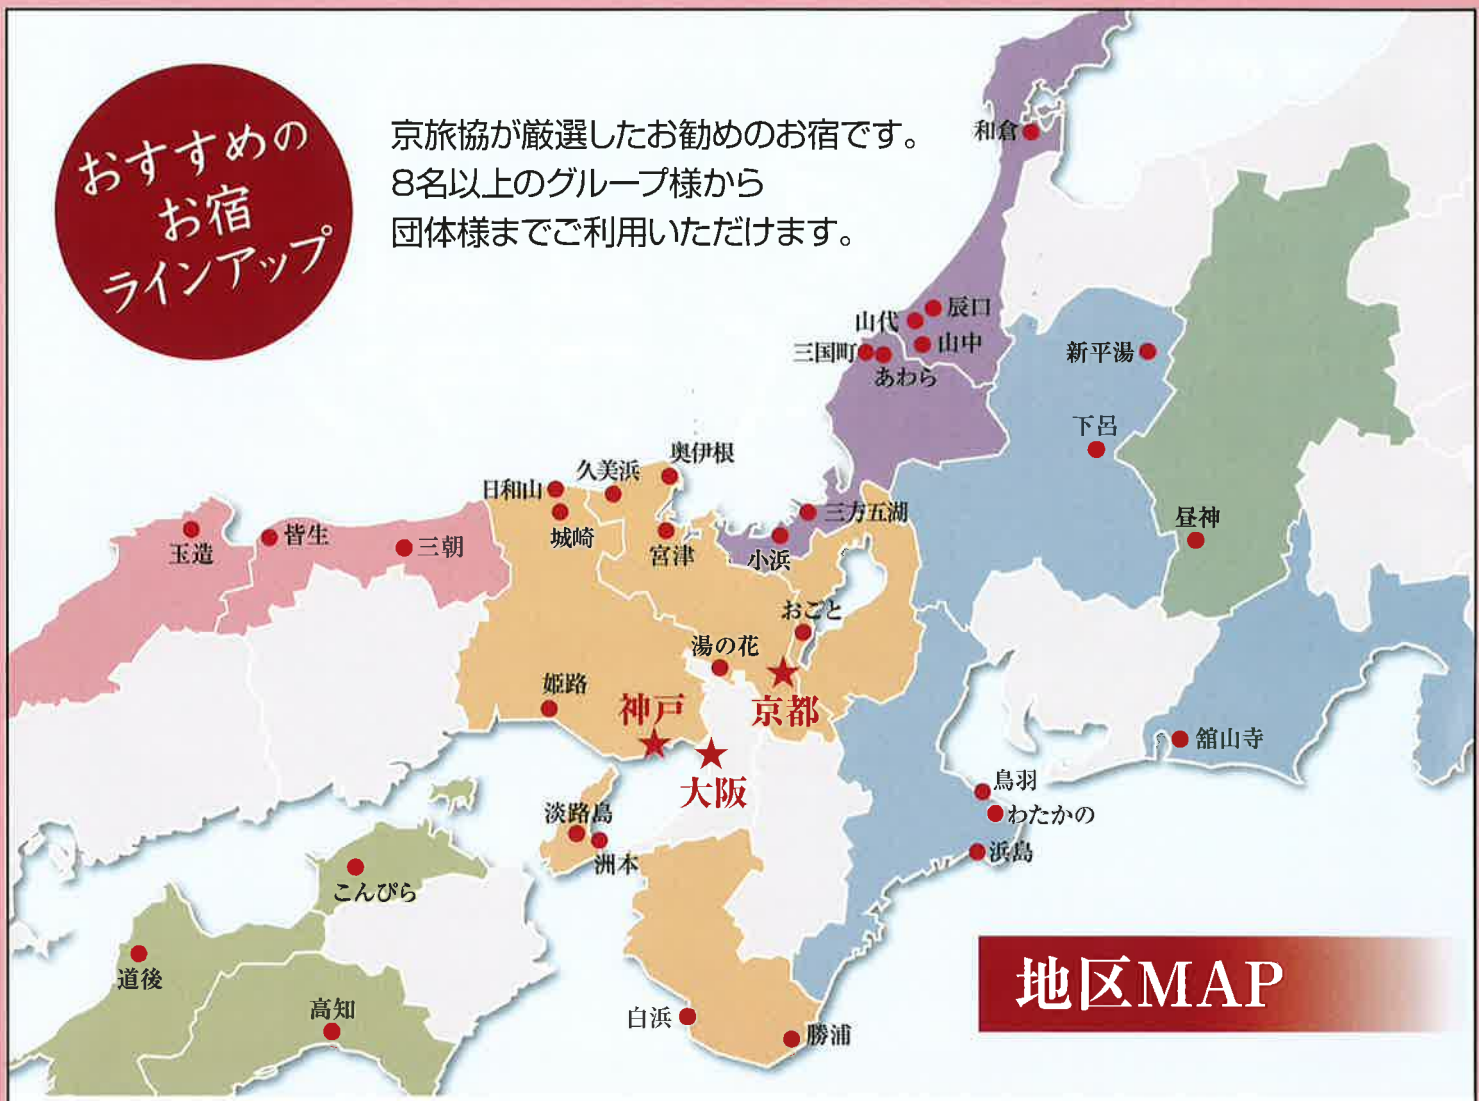 おすすめの
お宿
ラインアップ
京旅協が厳選したお勧めのお宿です。
8名以上のグループ様から
団体様までご利用いただけます。
和倉
辰口
山代
山中
三国町
あわら
新平湯
下呂
昼神
奥伊根
久美浜
日和山
城崎
宮津
三方五湖
小浜
玉造
皆生
三朝
おごと
湯の花
京都
姫路
神戸
大阪
舘山寺
鳥羽
わたかの
浜島
淡路島
洲本
こんぴら
道後
高知
白浜
勝浦
地区MAP